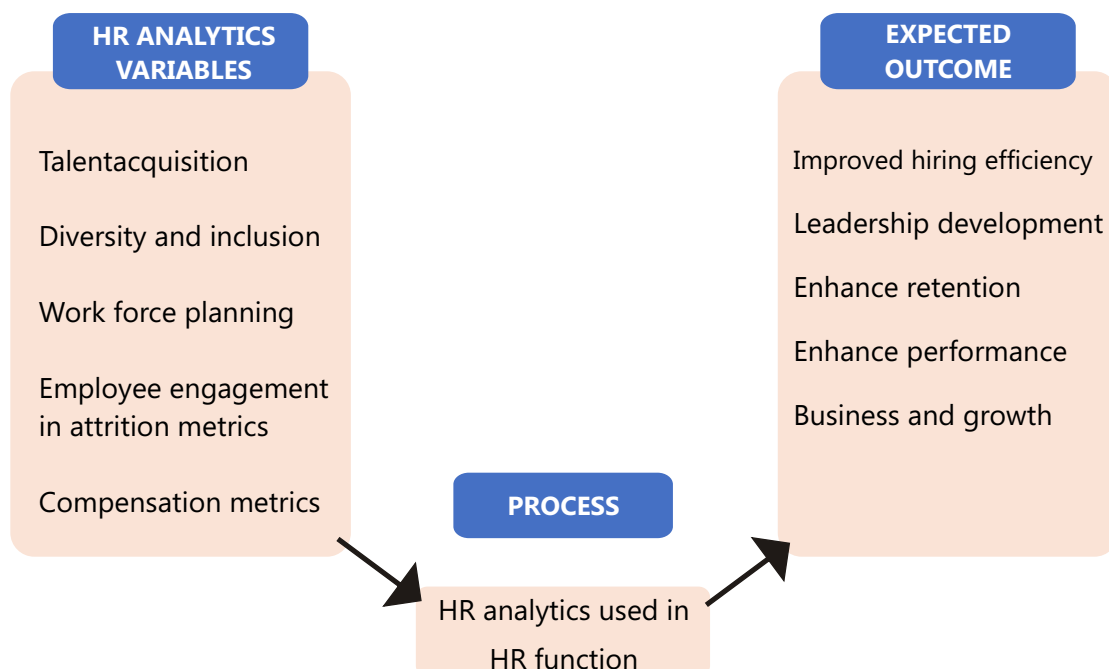 HR ANALYTICS
VARIABLES
Talentacquisition
Diversity and inclusion
Work force planning
Employee engagement
in attrition metrics
Compensation metrics
PROCESS
HR analytics used in
HR function
EXPECTED
OUTCOME
Improved hiring efficiency
Leadership development
Enhance retention
Enhance performance
Business and growth